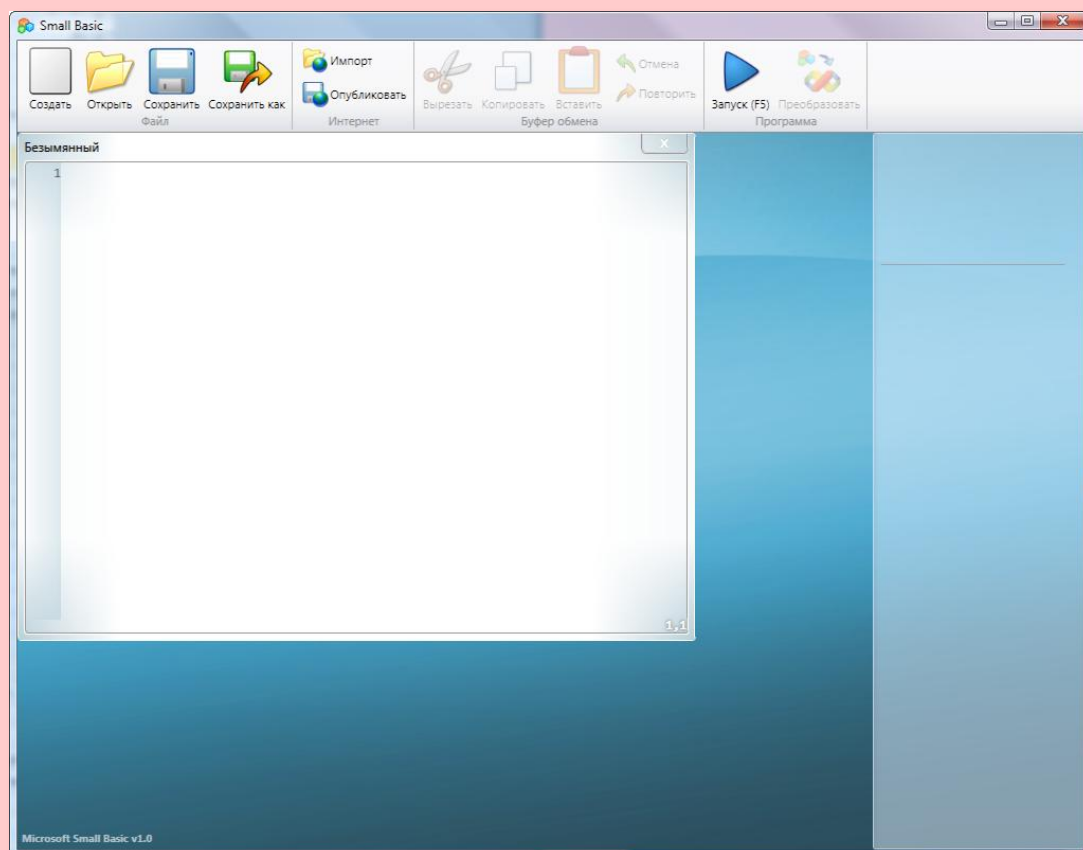 Small Basic
Создать Открыть Сохранить Сохранить как
Файл
Импорт
Опубликовать
Интернет
Вырезать Копировать Вставить
Отмена
Повторить
Буфер обмена
Запуск (F5) Преобразовать
Программа
Безымянный
X
1
1,1
Microsoft Small Basic v1.0